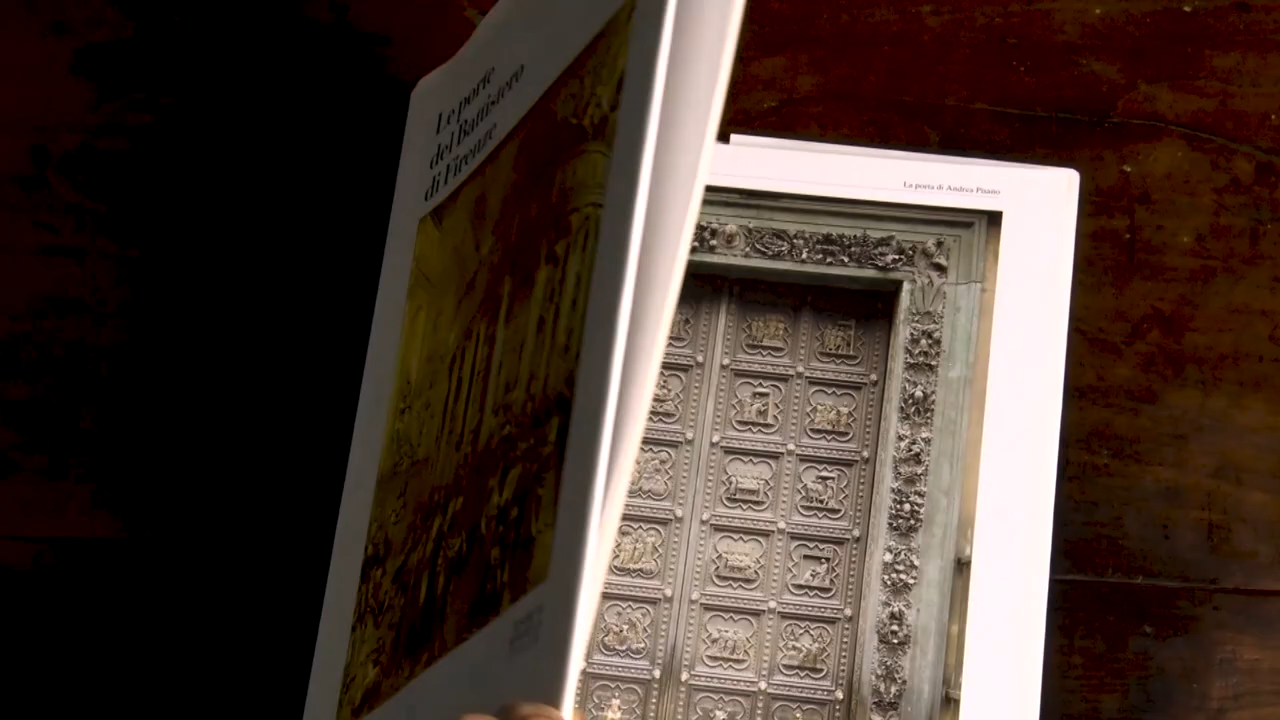 Le porte
del Battistero
di Firenze
La porta di Andrea Pisano